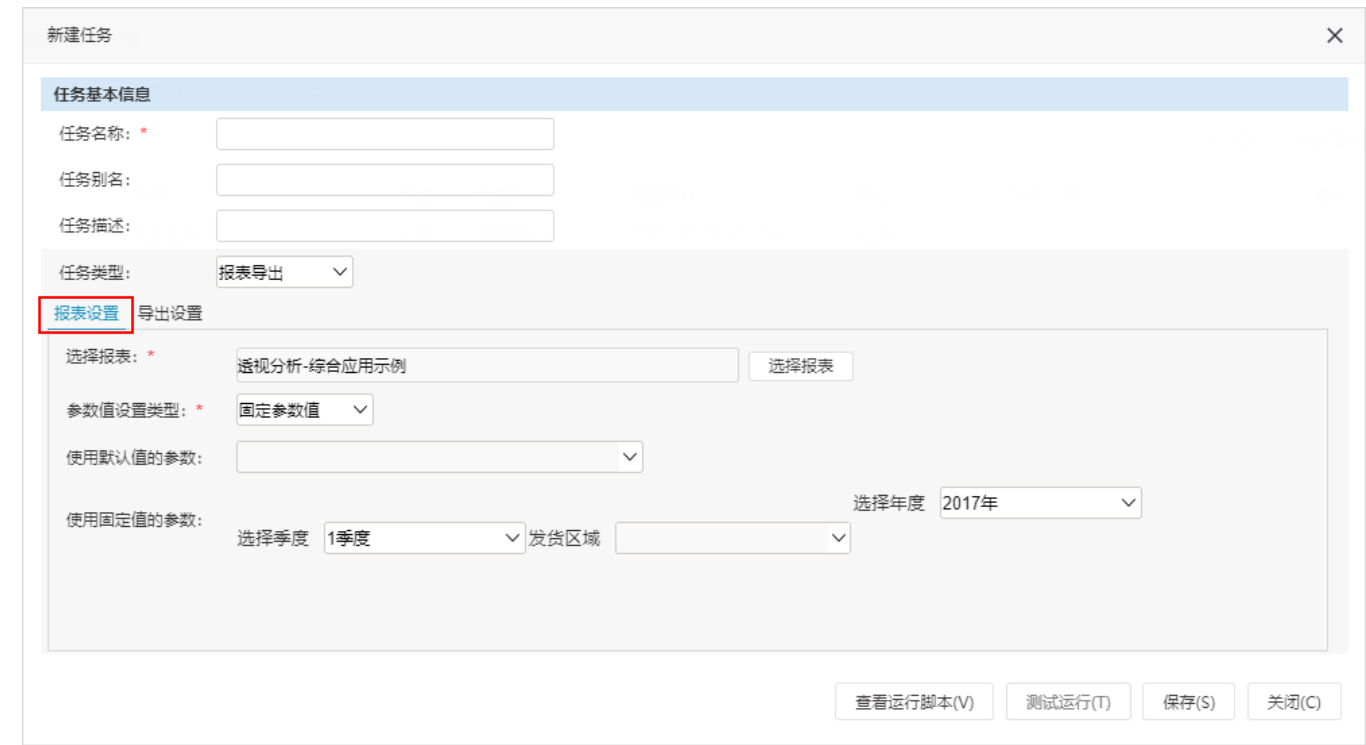 新建任务
任务基本信息
任务名称: *
任务别名:
任务描述:
任务类型: 报表导出
报表设置 导出设置
选择报表: * 透视分析-综合应用示例 选择报表
参数值设置类型: * 固定参数值
使用默认值的参数:
选择年度 2017年
使用固定值的参数:
选择季度 1季度 发货区域
查看运行脚本(V) 测试运行(T) 保存(S) 关闭(C)